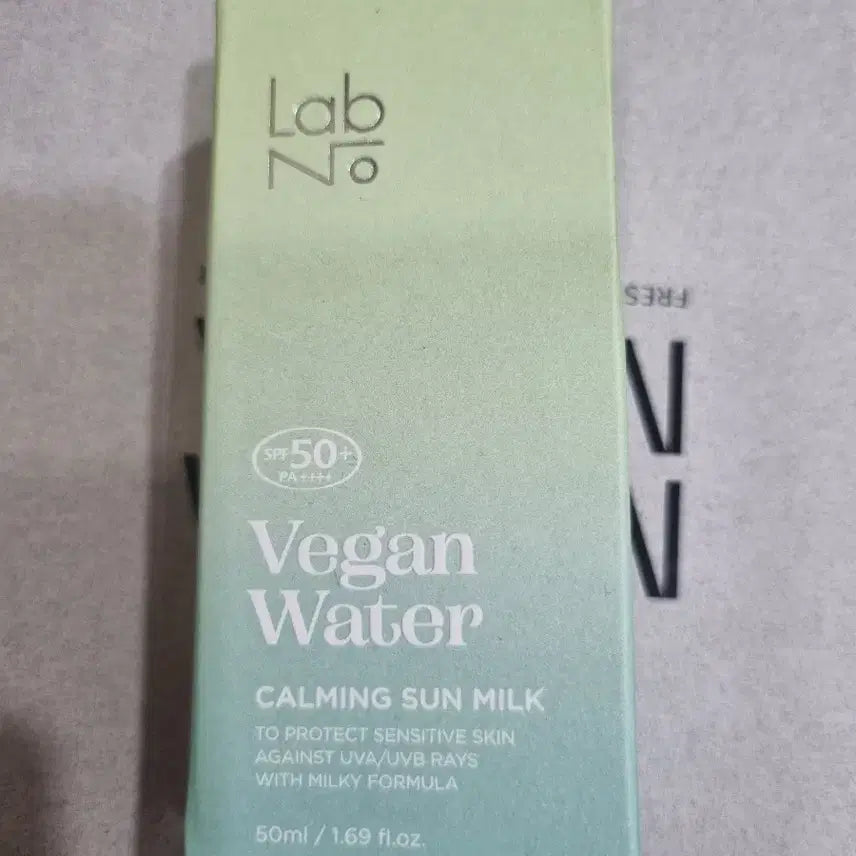 Lab
No
SPF 50+
PA++++
Vegan
Water
CALMING SUN MILK
TO PROTECT SENSITIVE SKIN
AGAINST UVA/UVB RAYS
WITH MILKY FORMULA
50ml / 1.69 fl.oz.
FRES